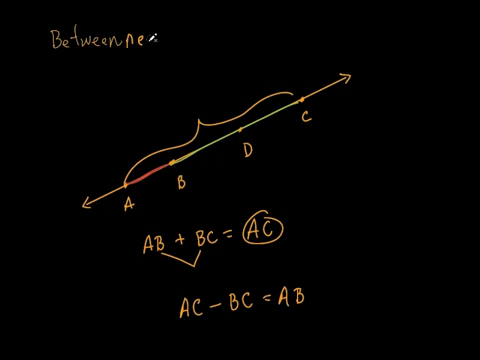 Betweenne
C
D
B
A
AB + BC = AC
AC - BC = AB